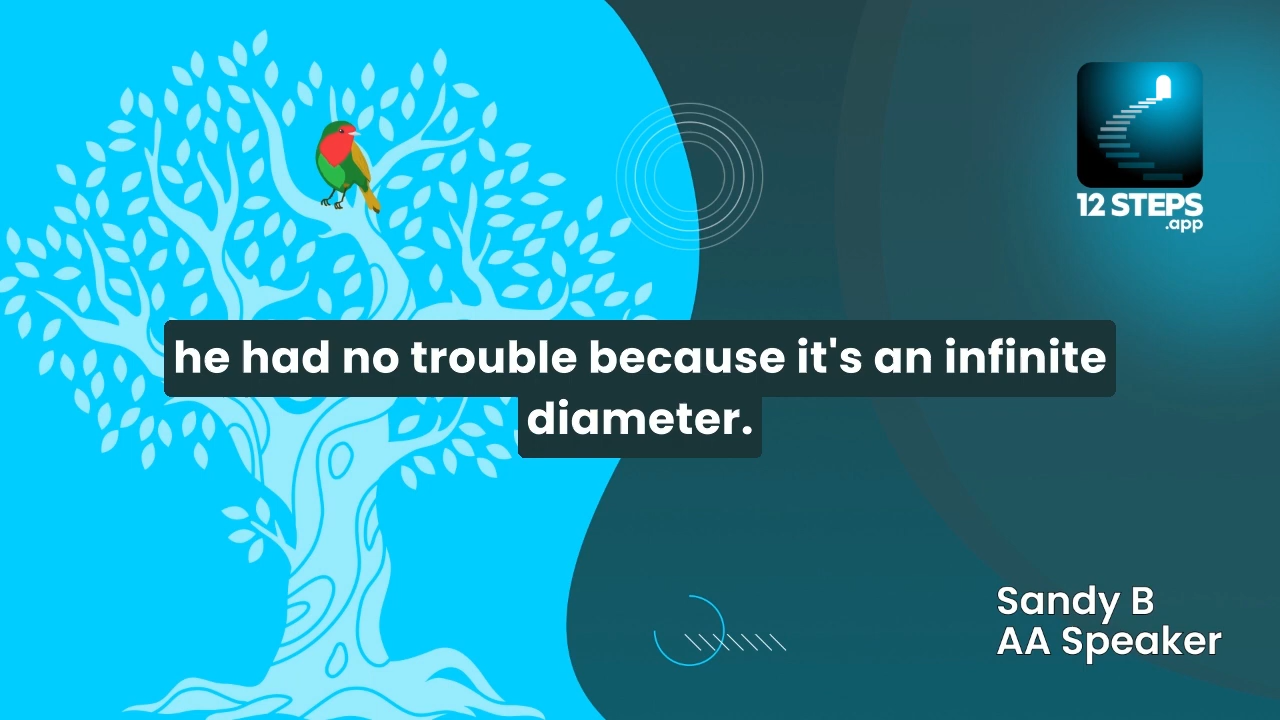 12 STEPS
.app
he had no trouble because it's an infinite
diameter.
Sandy B
AA Speaker